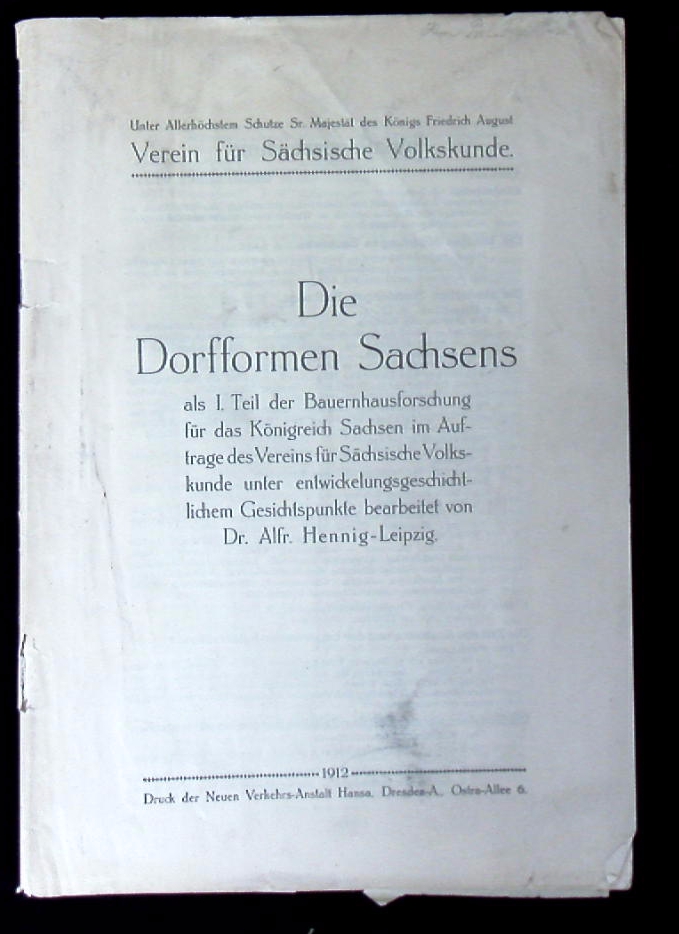 Unter Allerhöchstem Schutze Sr. Majestät des Königs Friedrich August
Verein für Sächsische Volkskunde.
Die
Dorfformen Sachsens
als I. Teil der Bauernhausforschung
für das Königreich Sachsen im Auf-
trage des Vereins für Sächsische Volks-
kunde unter entwickelungsgeschicht-
lichem Gesichtspunkte bearbeitet von
Dr. Alfr. Hennig-Leipzig.
1912
Druck der Neuen Verkehrs-Anstalt Hansa, Dresden-A., Ostra-Allee 6.